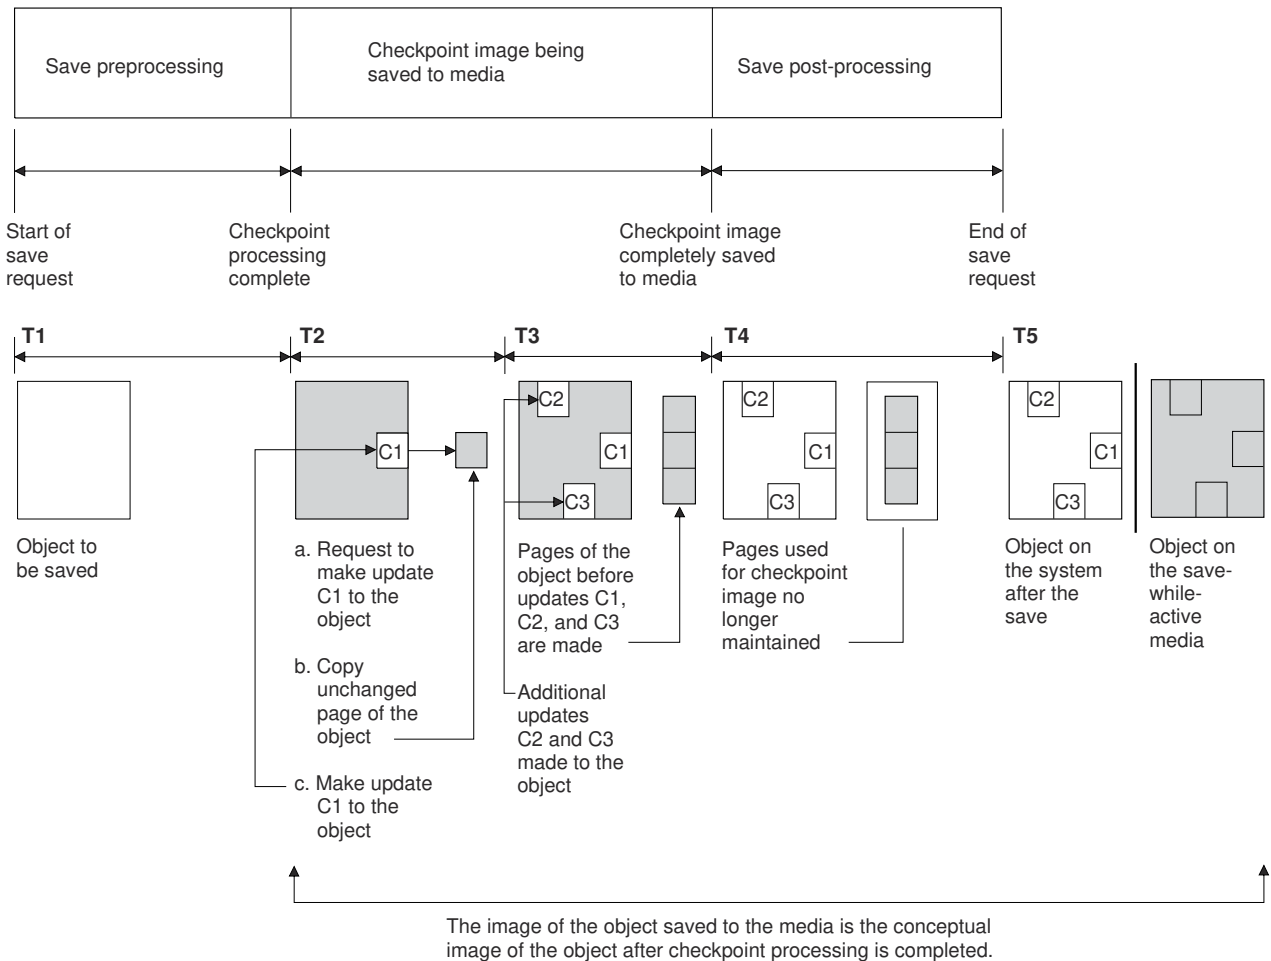 Save preprocessing
Checkpoint image being
saved to media
Save post-processing
Start of
save
request
Checkpoint
processing
complete
Checkpoint image
completely saved
to media
End of
save
request
T1
T2
T3
T4
T5
C1
C2
C1
C3
C2
C1
C3
C2
C1
C3
Object to
be saved
a. Request to
make update
C1 to the
object
b. Copy
unchanged
page of the
object
c. Make update
C1 to the
object
Pages of the
object before
updates C1,
C2, and C3
are made
Additional
updates
C2 and C3
made to the
object
Pages used
for checkpoint
image no
longer
maintained
Object on
the system
after the
save
Object on
the save-
while-
active
media
The image of the object saved to the media is the conceptual
image of the object after checkpoint processing is completed.